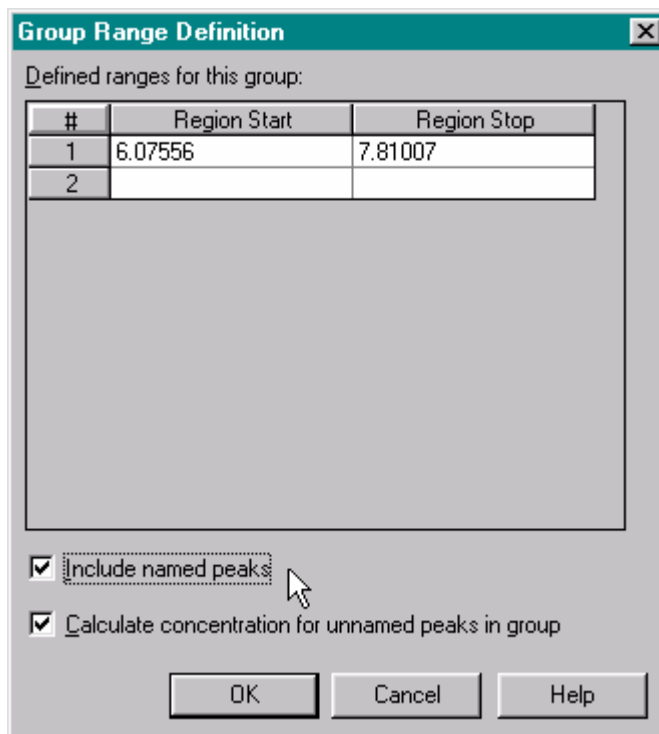 Group Range Definition
Defined ranges for this group:
# Region Start Region Stop
1 6.07556 7.81007
2
Include named peaks
Calculate concentration for unnamed peaks in group
OK Cancel Help